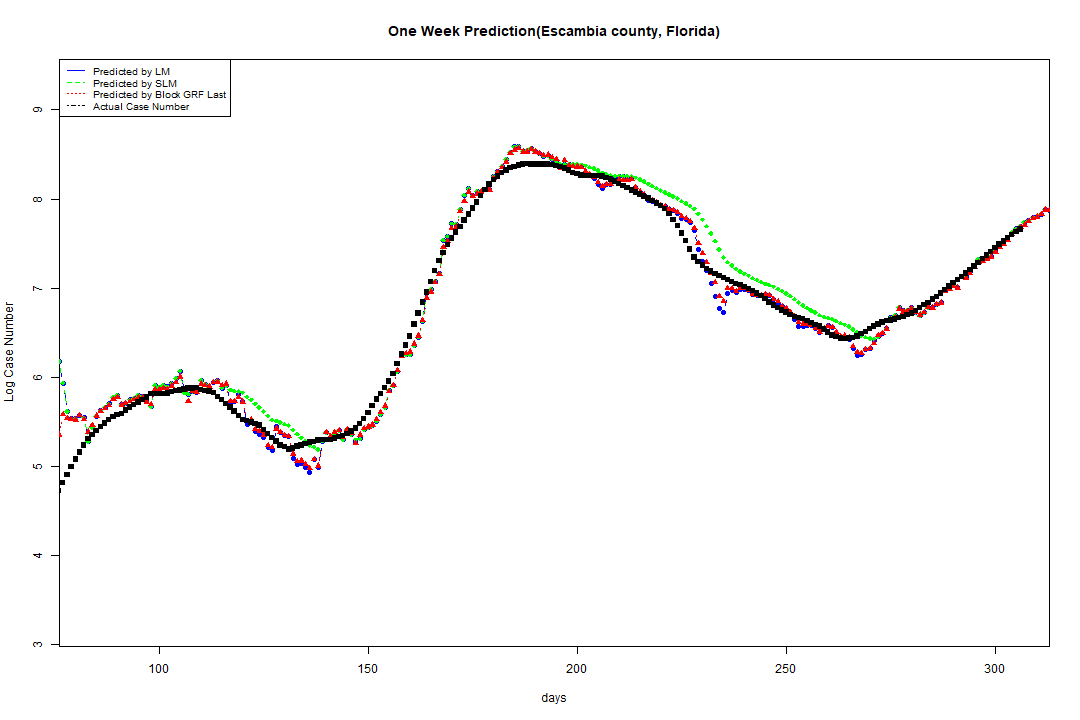 One Week Prediction(Escambia county, Florida)
Predicted by LM
Predicted by SLM
Predicted by Block GRF Last
Actual Case Number
9
8
7
6
5
4
3
Log Case Number
100 150 200 250 300
days